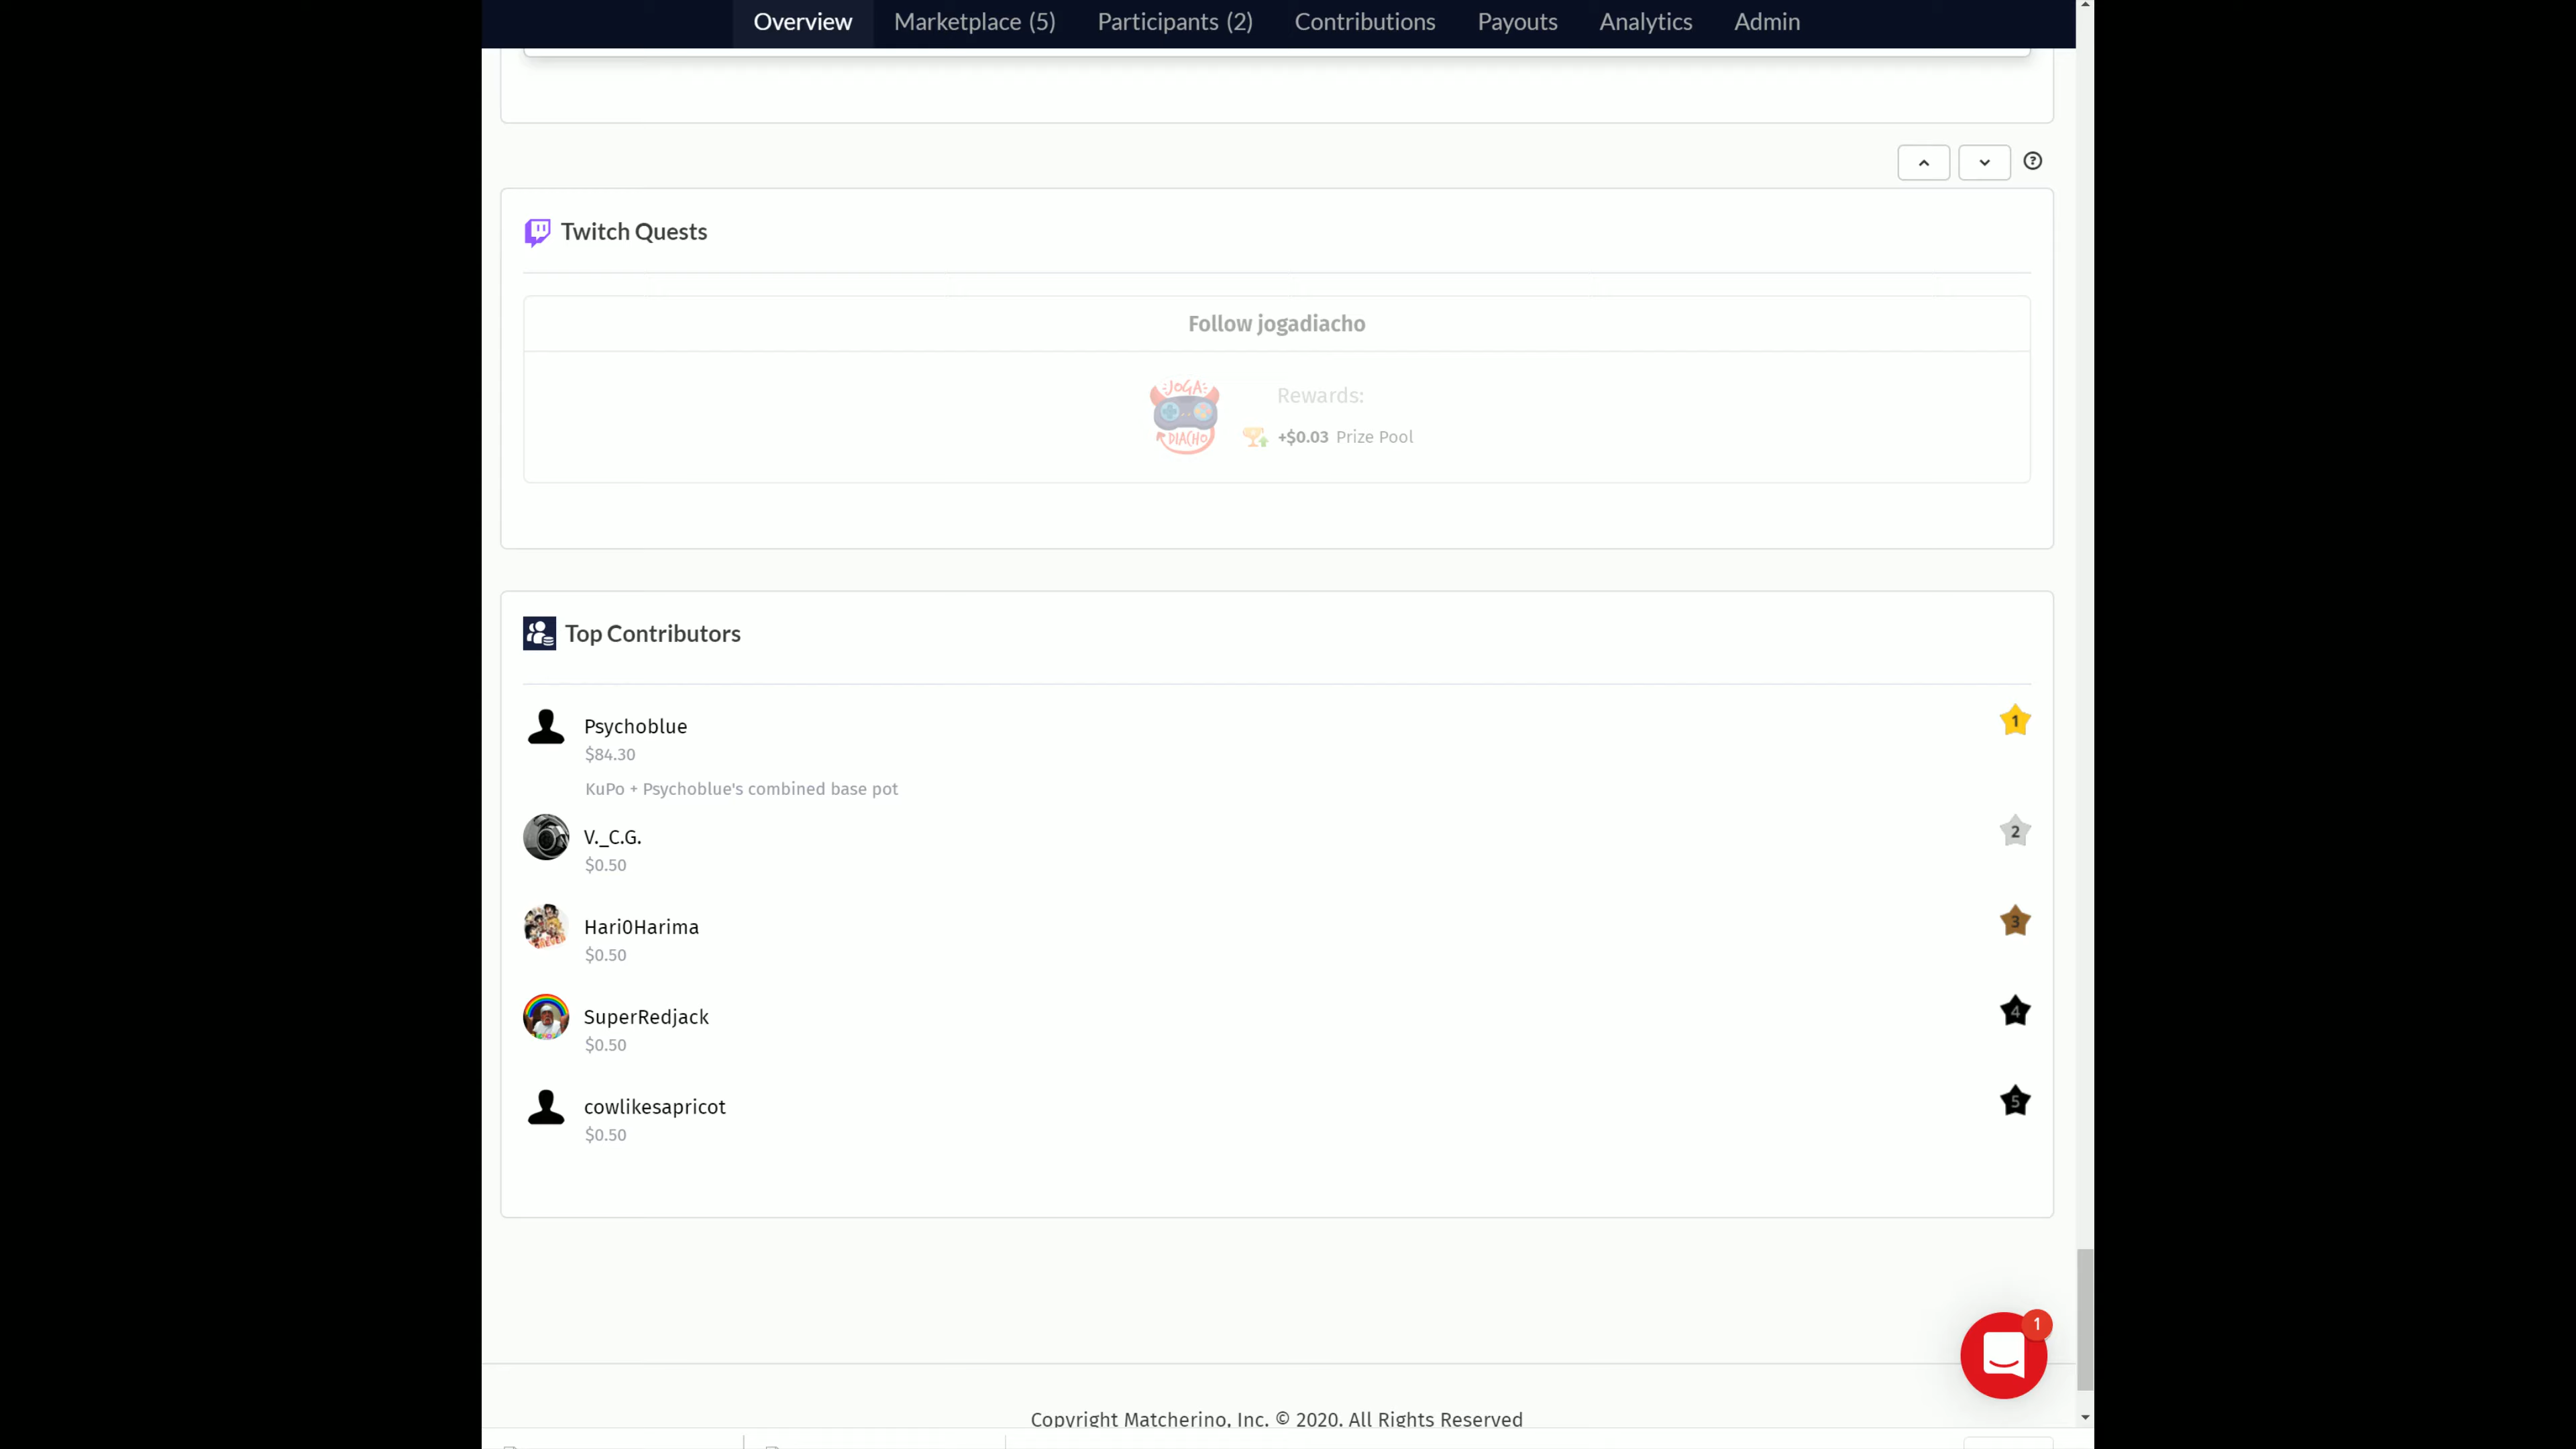 Overview Marketplace (5) Participants (2) Contributions Payouts Analytics Admin
Twitch Quests
Follow jogadiacho
JOGA
DIACHO
Rewards:
+$0.03 Prize Pool
Top Contributors
Psychoblue
1
$84.30
KuPo + Psychoblue's combined base pot
V._C.G.
2
$0.50
Hari0Harima
3
$0.50
SuperRedjack
4
$0.50
cowlikesapricot
5
$0.50
1
Copyright Matcherino, Inc. © 2020. All Rights Reserved